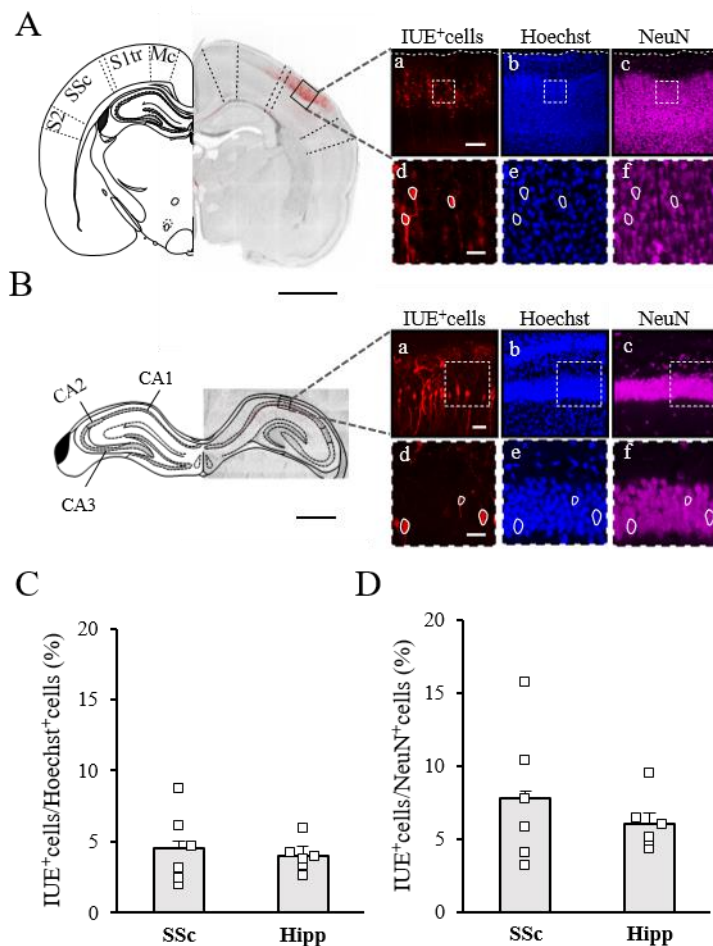 A
S2 SSc S1tr Mc
IUE⁺cells Hoechst NeuN
a b c
d e f
B
CA2 CA1
CA3
IUE⁺cells Hoechst NeuN
a b c
d e f
C
IUE⁺cells/Hoechst⁺cells (%)
20
15
10
5
0
SSc Hipp
D
IUE⁺cells/NeuN⁺cells (%)
20
15
10
5
0
SSc Hipp